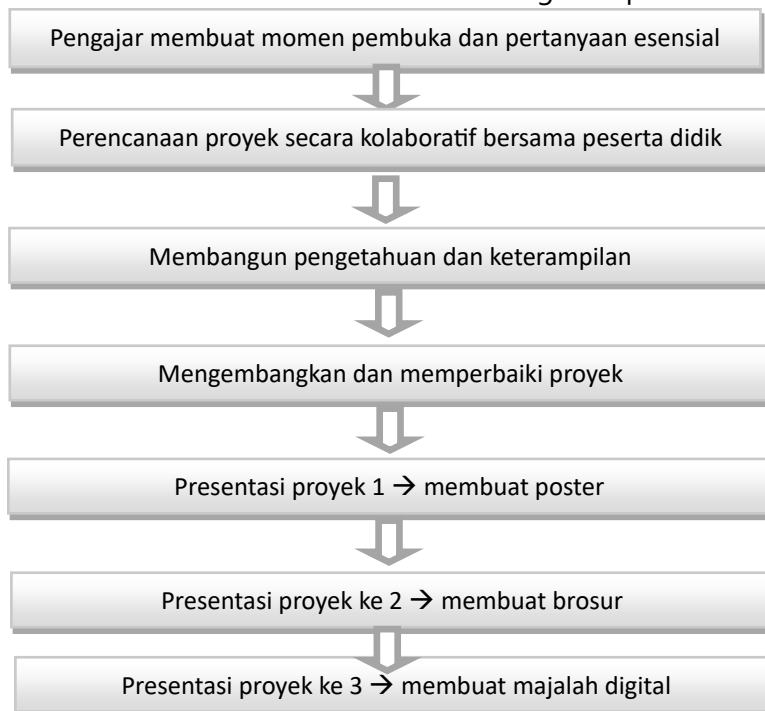 Pengajar membuat momen pembuka dan pertanyaan esensial
Perencanaan proyek secara kolaboratif bersama peserta didik
Membangun pengetahuan dan keterampilan
Mengembangkan dan memperbaiki proyek
Presentasi proyek 1 → membuat poster
Presentasi proyek ke 2 → membuat brosur
Presentasi proyek ke 3 → membuat majalah digital